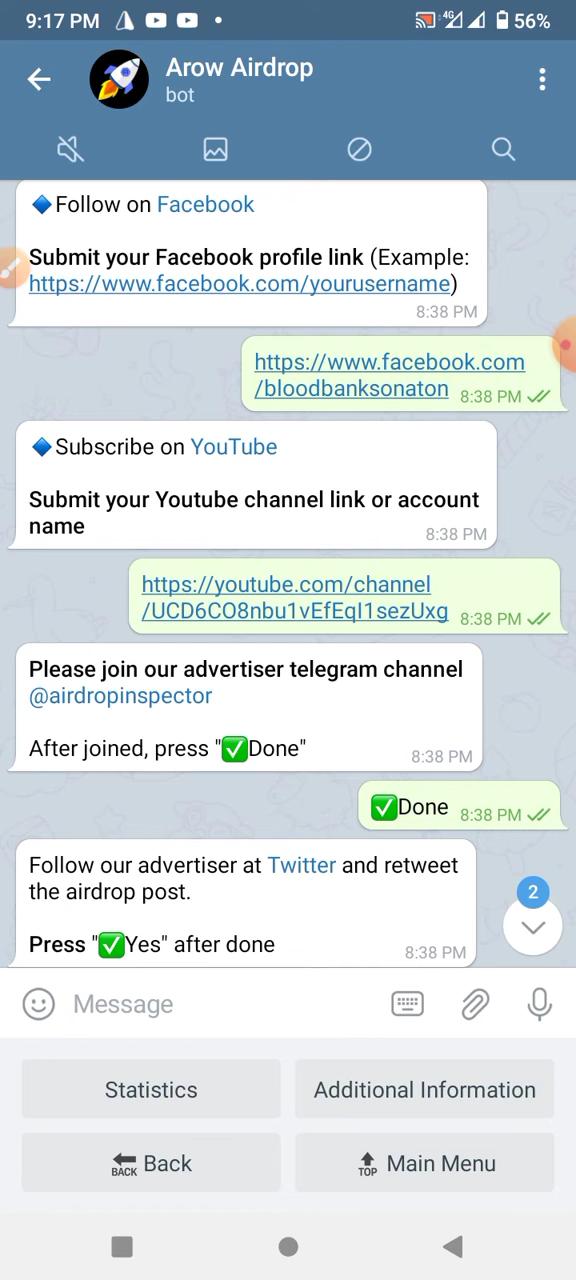 9:17 PM
4G
56%
Arow Airdrop
bot
Follow on Facebook
Submit your Facebook profile link (Example:
https://www.facebook.com/yourusername)
8:38 PM
https://www.facebook.com
/bloodbanksonaton 8:38 PM
Subscribe on YouTube
Submit your Youtube channel link or account
name
8:38 PM
https://youtube.com/channel
/UCD6CO8nbu1vEfEqI1sezUxg 8:38 PM
Please join our advertiser telegram channel
@airdropinspector
After joined, press "✅Done"
8:38 PM
✅Done 8:38 PM
Follow our advertiser at Twitter and retweet
the airdrop post.
Press "✅Yes" after done
8:38 PM
2
Message
Statistics
Additional Information
BACK Back
TOP Main Menu